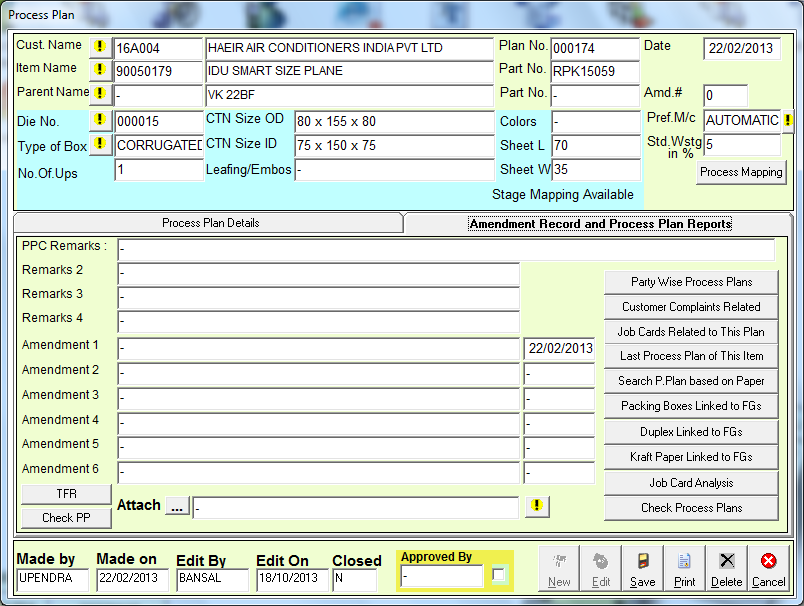 Process Plan
Cust. Name ! 16A004 HAEIR AIR CONDITIONERS INDIA PVT LTD Plan No. 000174 Date 22/02/2013
Item Name ! 90050179 IDU SMART SIZE PLANE Part No. RPK15059
Parent Name ! - VK 22BF Part No. - Amd.# 0
Die No. ! 000015 CTN Size OD 80 x 155 x 80 Colors - Pref.M/c AUTOMATIC !
Type of Box ! CORRUGATED CTN Size ID 75 x 150 x 75 Sheet L 70 Std.Wstg in % 5
No.Of.Ups 1 Leafing/Embos - Sheet W 35 Process Mapping
Stage Mapping Available
Process Plan Details Amendment Record and Process Plan Reports
PPC Remarks : -
Remarks 2 - Party Wise Process Plans
Remarks 3 - Customer Complaints Related
Remarks 4 - Job Cards Related to This Plan
Amendment 1 - 22/02/2013 Last Process Plan of This Item
Amendment 2 - - Search P.Plan based on Paper
Amendment 3 - - Packing Boxes Linked to FGs
Amendment 4 - - Duplex Linked to FGs
Amendment 5 - - Kraft Paper Linked to FGs
Amendment 6 - - Job Card Analysis
TFR Attach ... - ! Check Process Plans
Check PP
Made by Made on Edit By Edit On Closed Approved By
UPENDRA 22/02/2013 BANSAL 18/10/2013 N -
New Edit Save Print Delete Cancel